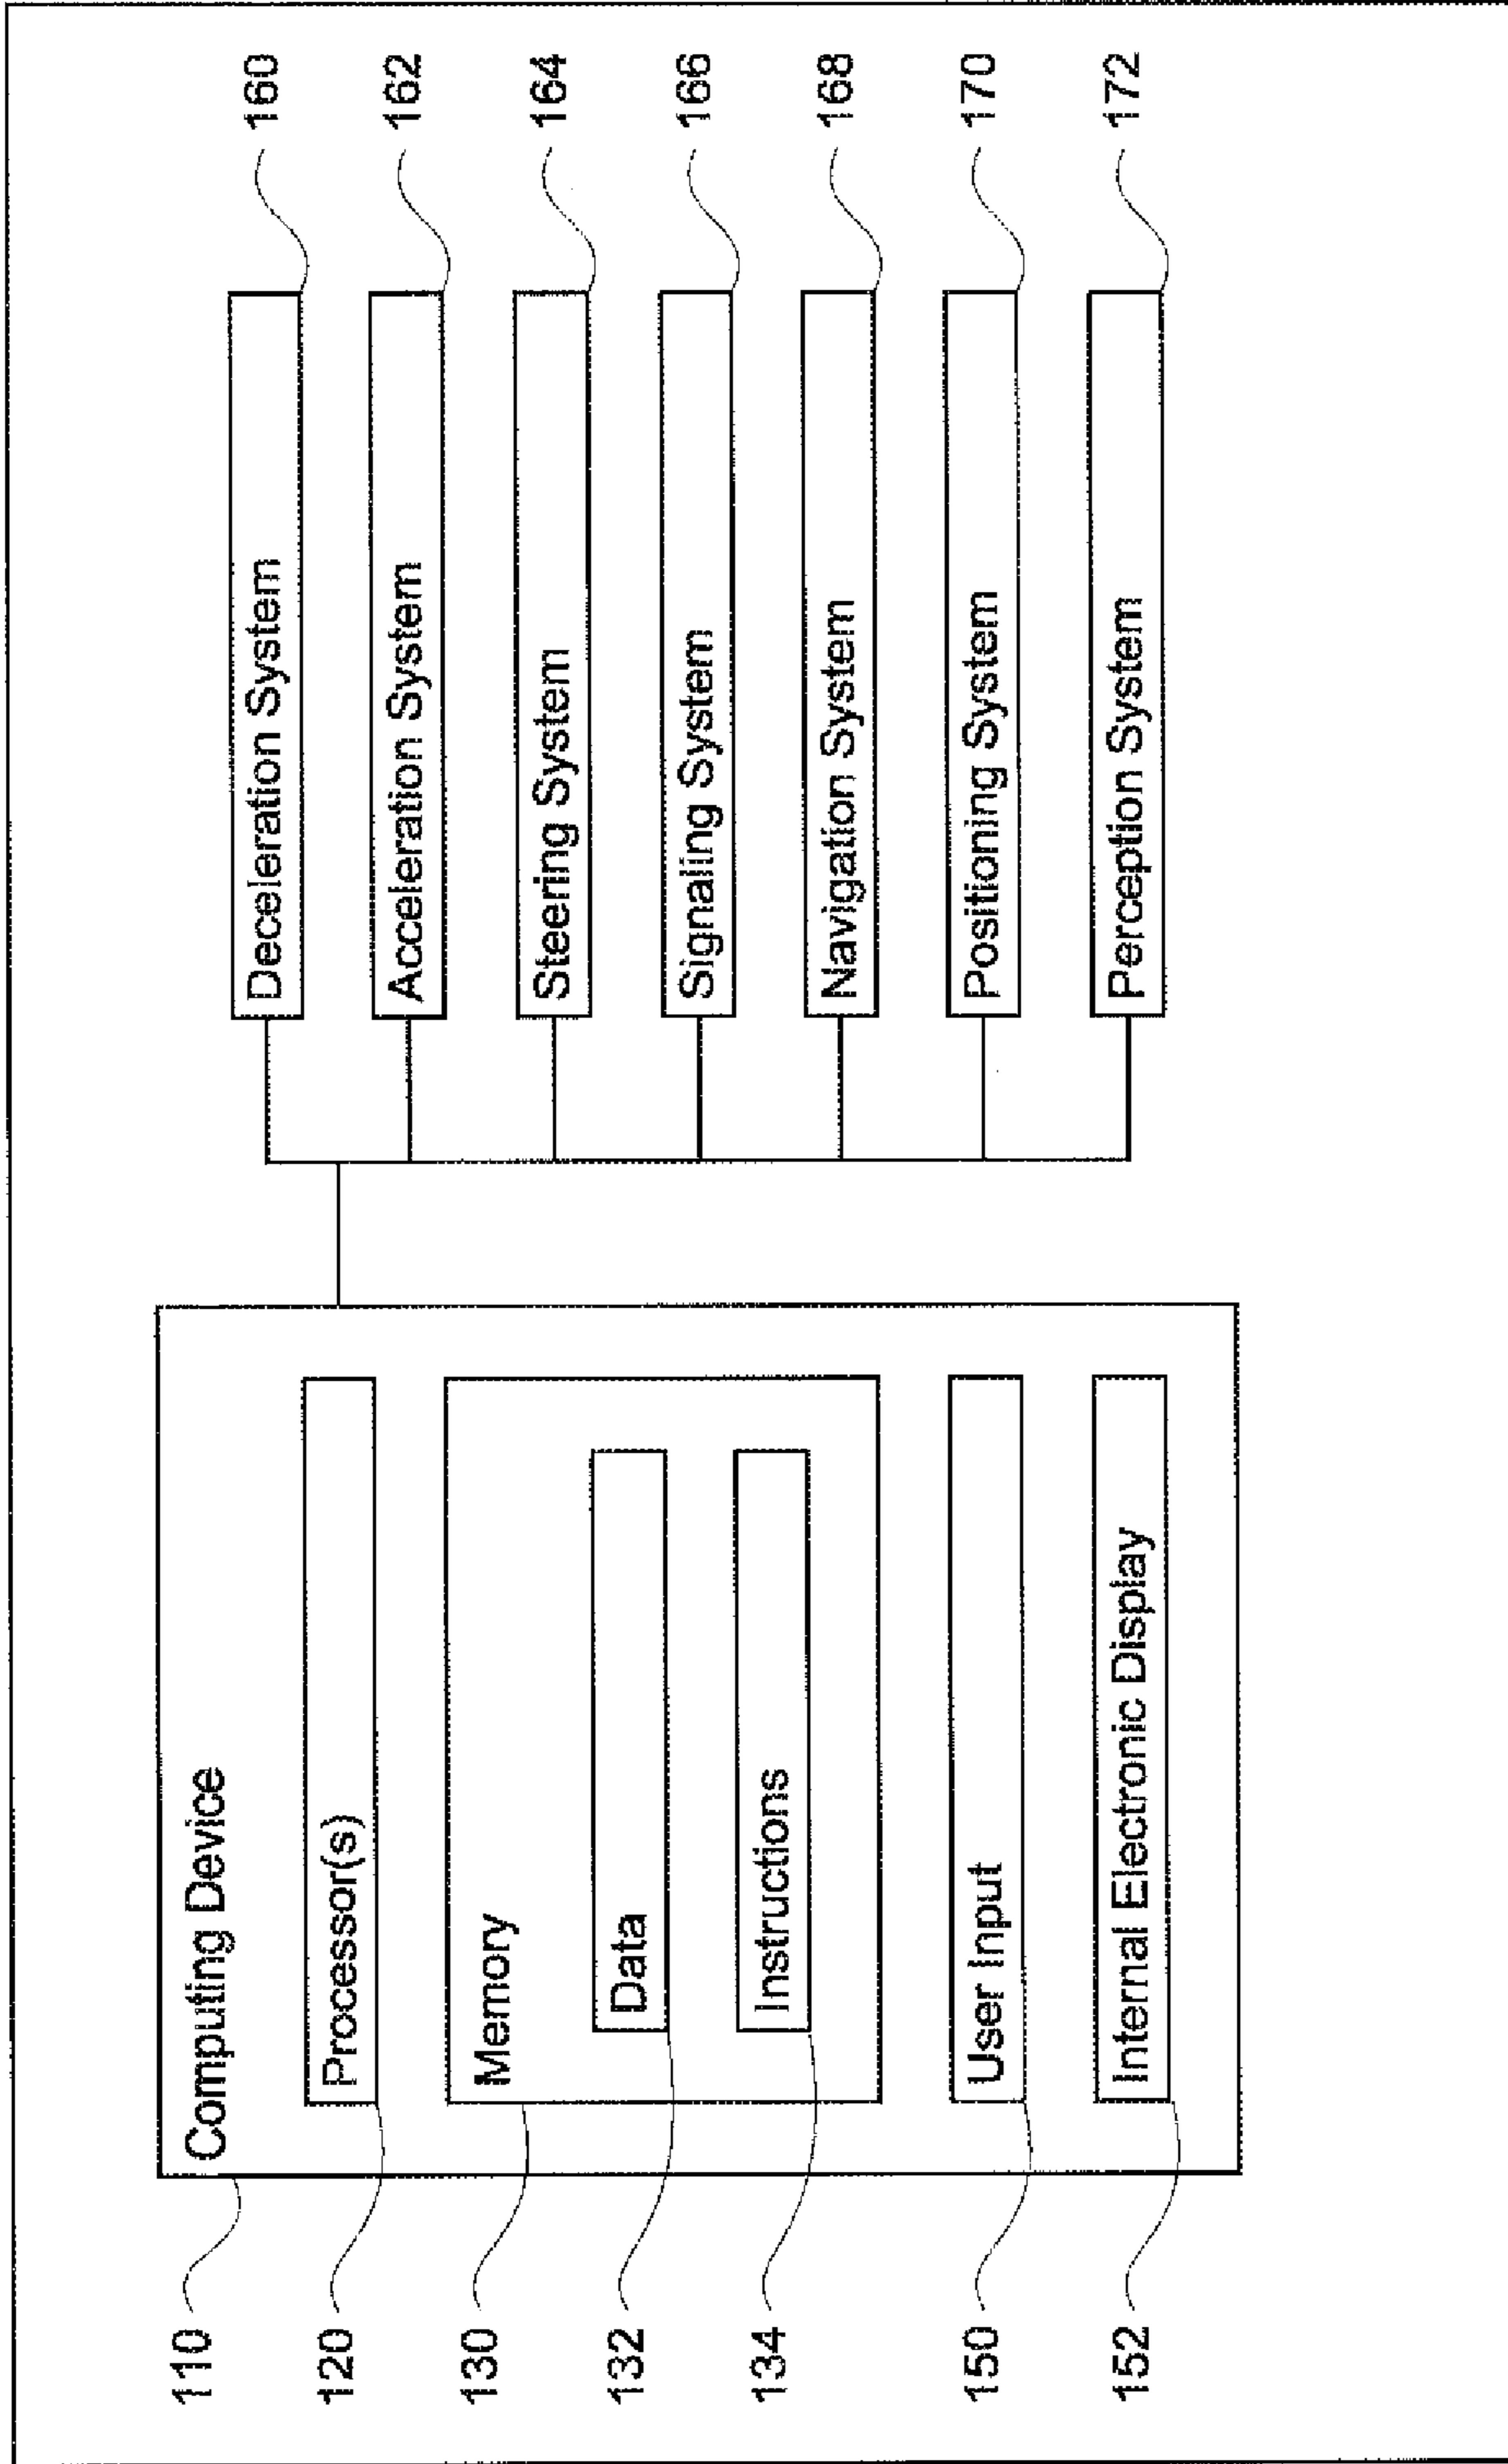 110
Computing Device
120
Processor(s)
130
Memory
132
Data
134
Instructions
150
User Input
152
Internal Electronic Display
Deceleration System
160
Acceleration System
162
Steering System
164
Signaling System
166
Navigation System
168
Positioning System
170
Perception System
172